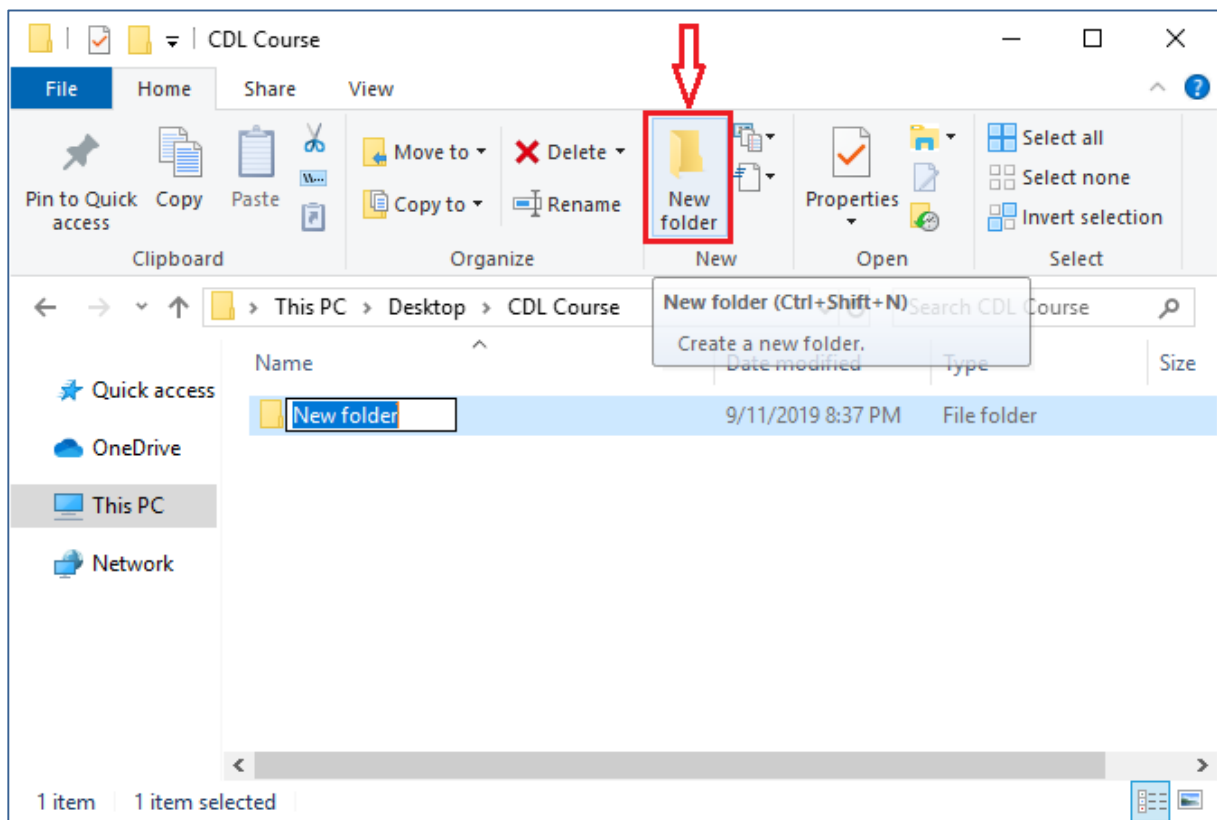 CDL Course
File Home Share View
Pin to Quick access
Copy
Paste
Move to
Copy to
Delete
Rename
New folder
Properties
Select all
Select none
Invert selection
Clipboard Organize New Open Select
This PC > Desktop > CDL Course
Search CDL Course
New folder (Ctrl+Shift+N)
Create a new folder.
Name Date modified Type Size
Quick access
OneDrive
This PC
Network
New folder 9/11/2019 8:37 PM File folder
1 item 1 item selected